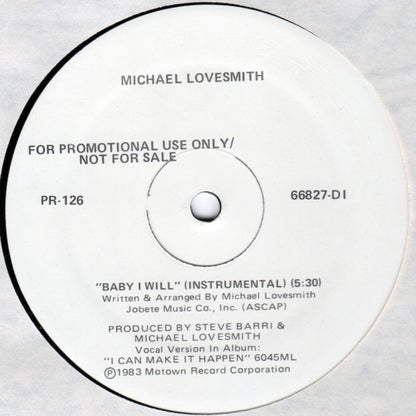 MICHAEL LOVESMITH
FOR PROMOTIONAL USE ONLY/
NOT FOR SALE
PR-126
66827-D1
"BABY I WILL" (INSTRUMENTAL) (5:30)
Written & Arranged By Michael Lovesmith
Jobete Music Co., Inc. (ASCAP)
PRODUCED BY STEVE BARRI &
MICHAEL LOVESMITH
Vocal Version In Album:
"I CAN MAKE IT HAPPEN" 6045ML
℗1983 Motown Record Corporation